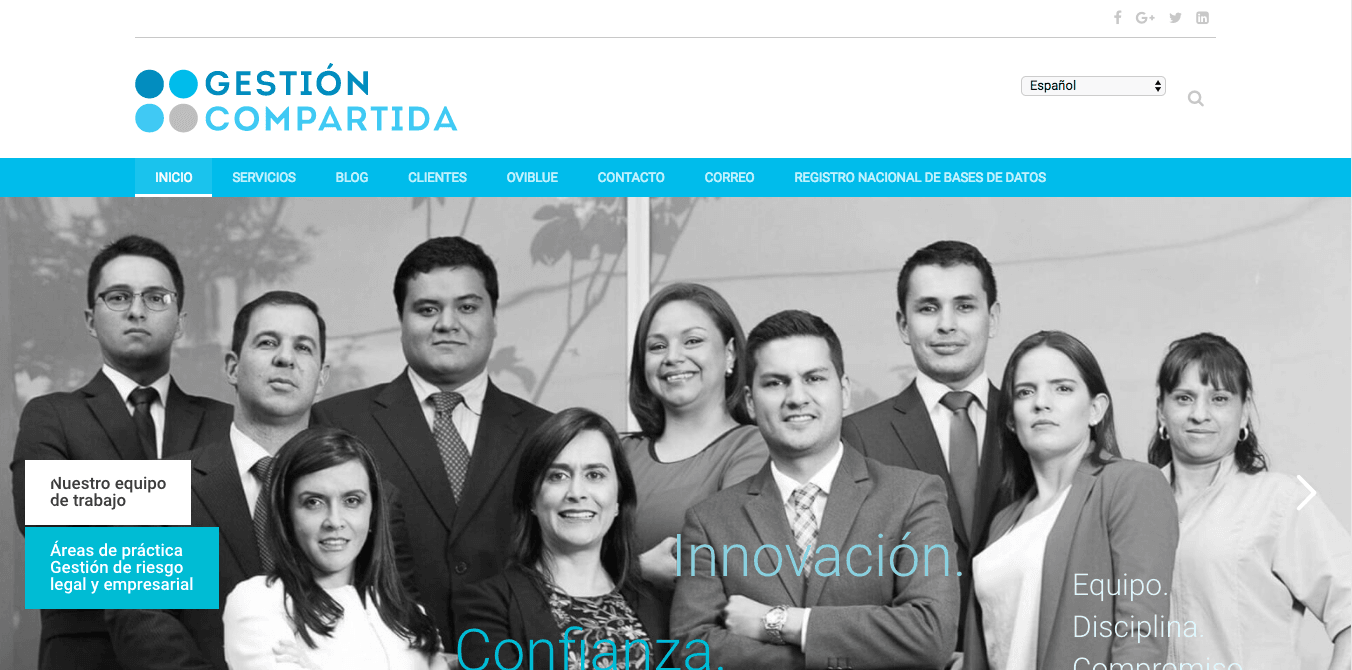 GESTIÓN
COMPARTIDA
Español
INICIO SERVICIOS BLOG CLIENTES OVIBLUE CONTACTO CORREO REGISTRO NACIONAL DE BASES DE DATOS
Nuestro equipo
de trabajo
Áreas de práctica
Gestión de riesgo
legal y empresarial
Innovación.
Confianza.
Equipo.
Disciplina.
Compromiso